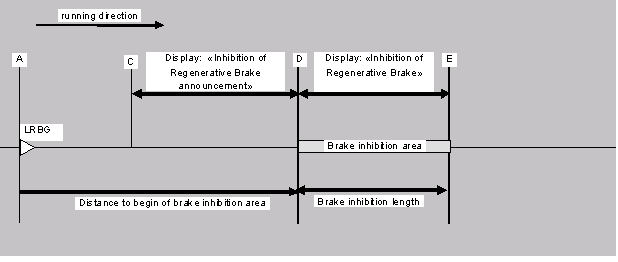 running direction
A
C
Display: «Inhibition of
Regenerative Brake
announcement»
D
Display: «Inhibition of
Regenerative Brake»
E
LRBG
Brake inhibition area
Distance to begin of brake inhibition area
Brake inhibition length